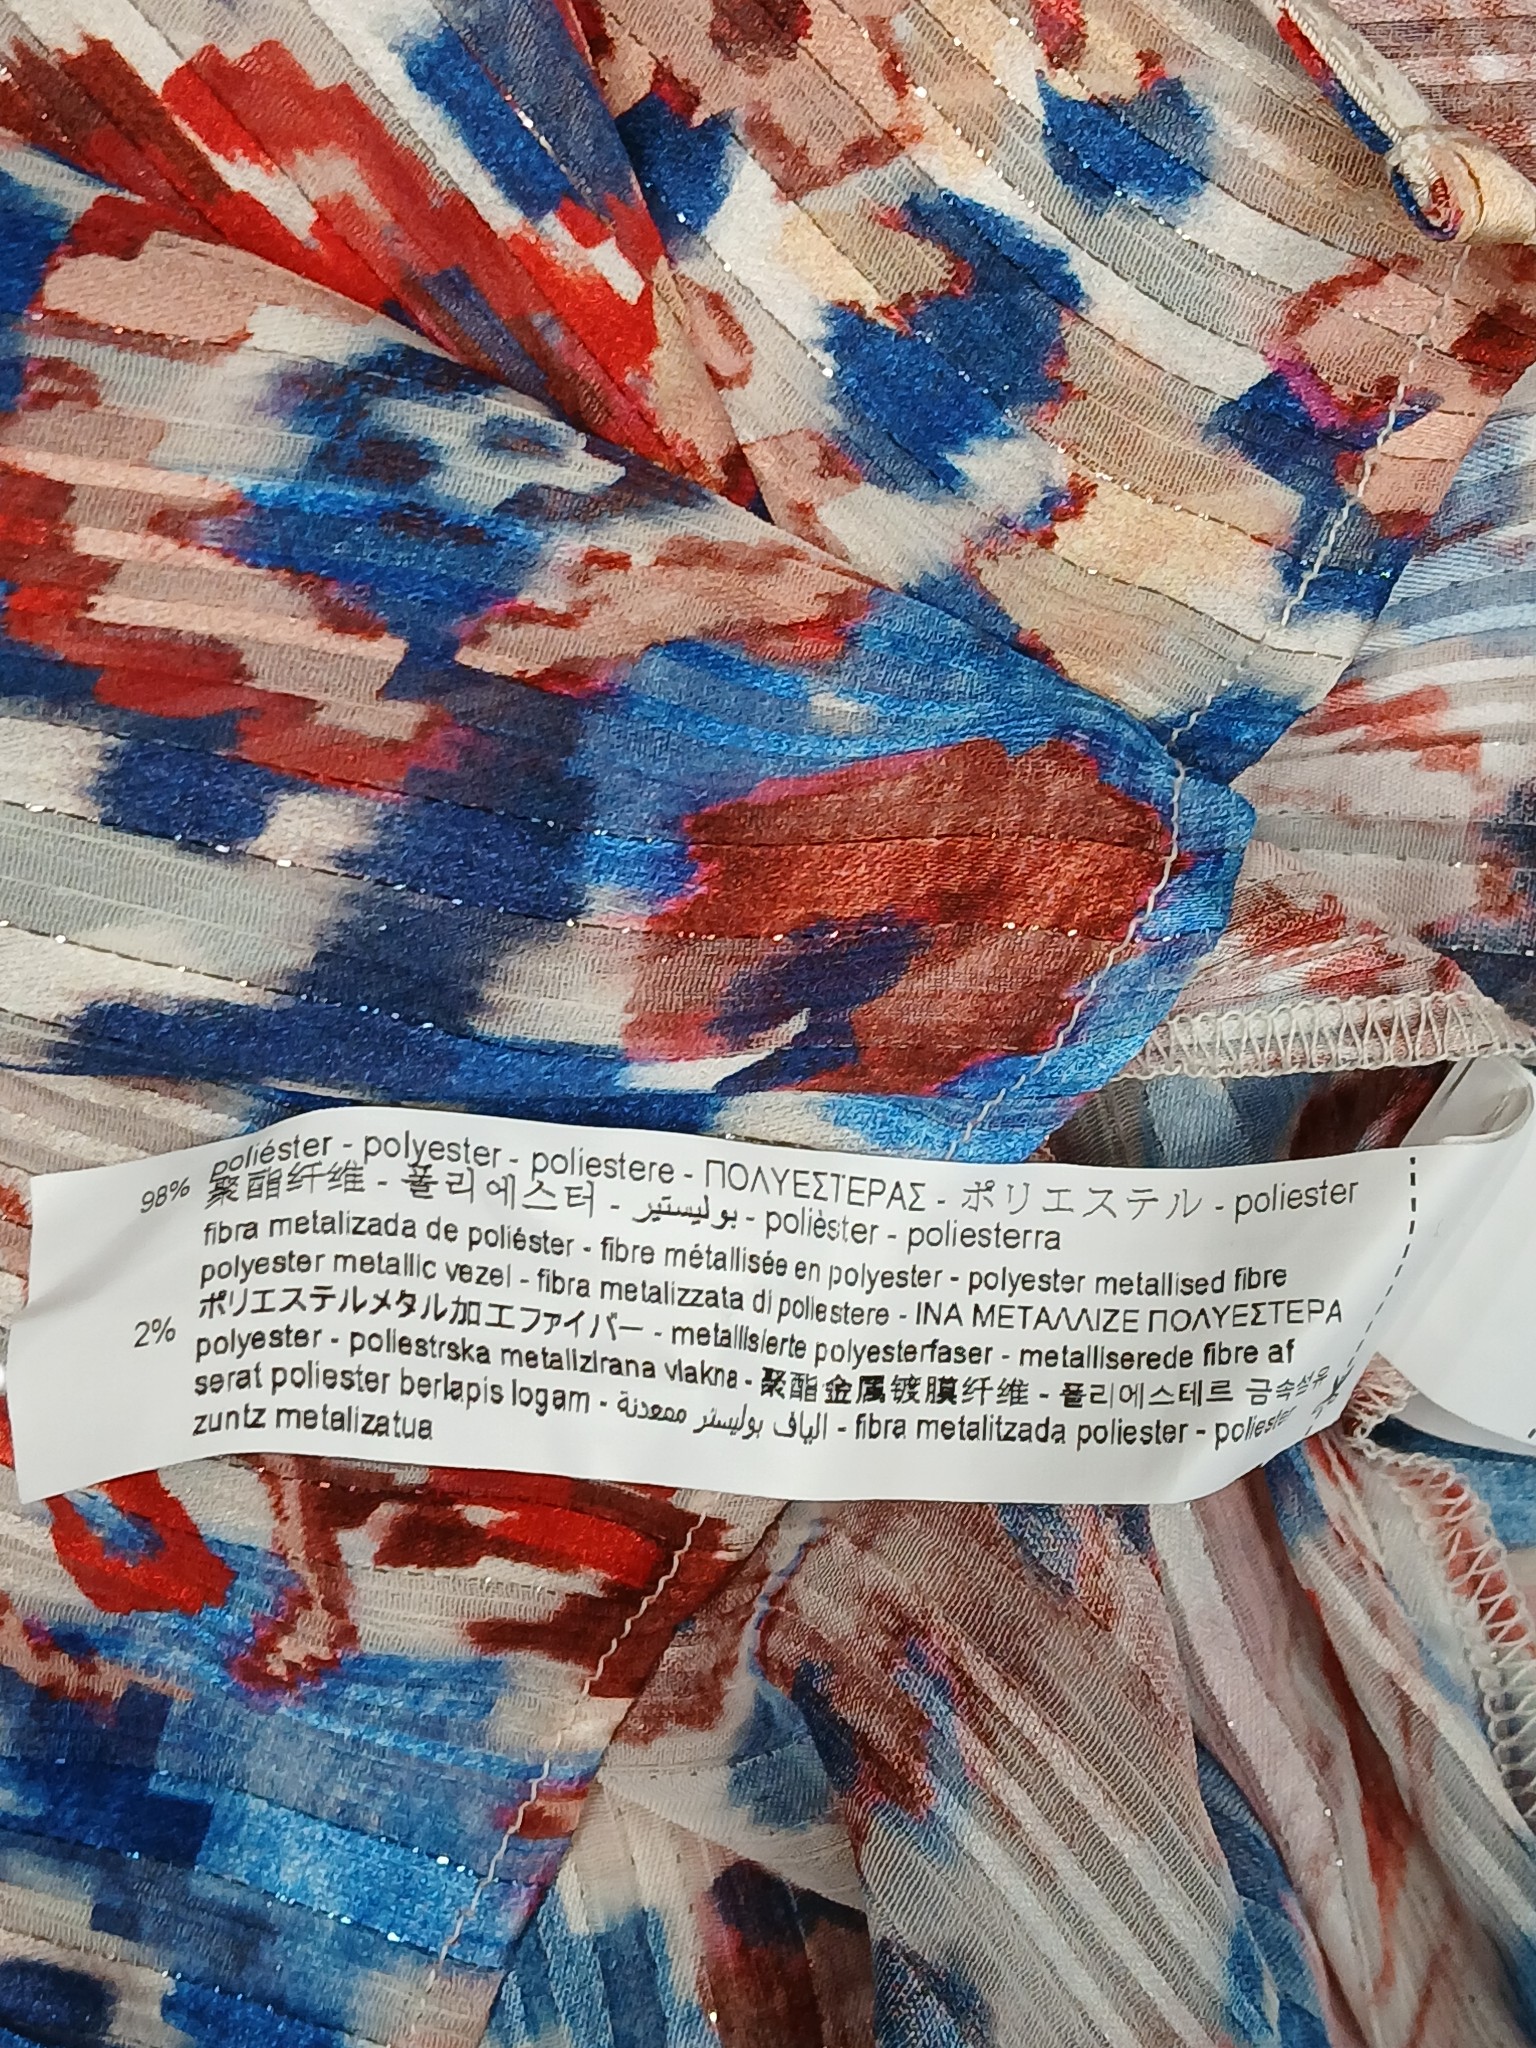 98% poliéster - polyester - poliestere - ΠΟΛΥΕΣΤΕΡΑΣ - ポリエステル - poliester
聚酯纤维 - 폴리에스터 - بوليستير - polièster - poliesterra
fibra metalizada de poliéster - fibre métallisée en polyester - polyester metallised fibre
polyester metallic vezel - fibra metalizzata di poliestere - ΙΝΑ METAΛΛIZE ΠΟΛΥΕΣΤΕΡΑ
2% ポリエステルメタル加工ファイバー - metallisierte polyesterfaser - metalliserede fibre af
polyester - poliestrska metalizirana vlakna - 聚酯金属镀膜纤维 - 폴리에스테르 금속섬유
serat poliester berlapis logam - الياف بوليستر ممعدنة - fibra metalitzada poliester - poliester
zuntz metalizatua